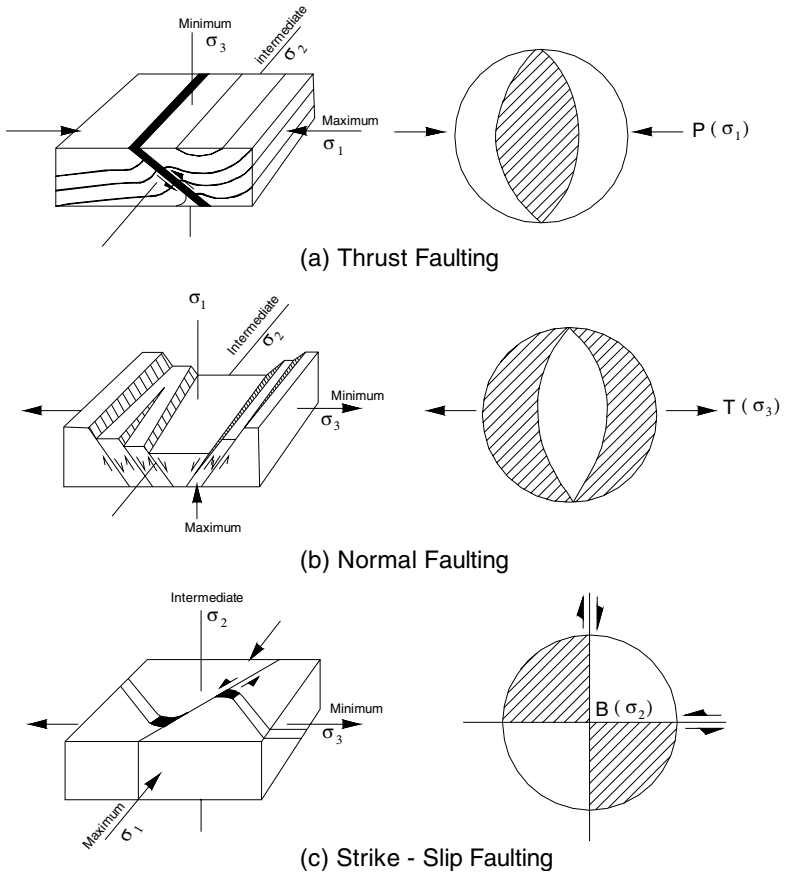 Minimum
σ3
intermediate
σ2
Maximum
σ1
P (σ1)
(a) Thrust Faulting
σ1
Intermediate
σ2
Minimum
σ3
Maximum
T (σ3)
(b) Normal Faulting
Intermediate
σ2
Minimum
σ3
Maximum
σ1
B (σ2)
(c) Strike - Slip Faulting